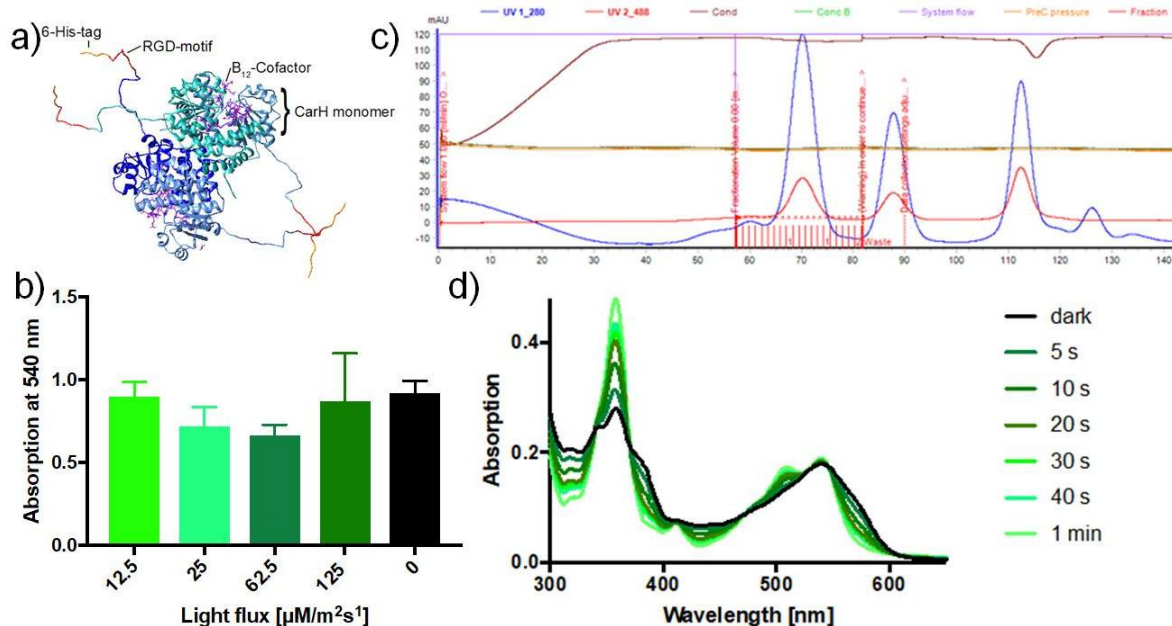 a)
6-His-tag
RGD-motif
B12-Cofactor
CarH monomer
c)
mAU
UV 1_280
UV 2_488
Cond
Conc B
System flow
PreC pressure
Fraction
120
110
100
90
80
70
60
50
40
30
20
10
0
-10
Fractionation
Waste
0 10 20 30 40 50 60 70 80 90 100 110 120 130 140
b)
Absorption at 540 nm
1.5
1.0
0.5
0.0
12.5 25 62.5 125 0
Light flux [µM/m²s¹]
d)
Absorption
0.4
0.2
0.0
300 400 500 600
Wavelength [nm]
dark
5 s
10 s
20 s
30 s
40 s
1 min